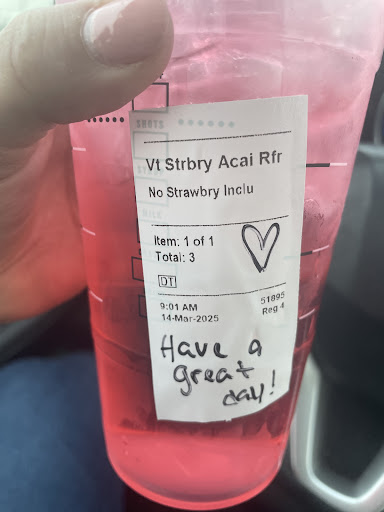 SHOTS
Vt Strbry Acai Rfr
No Strawbry Inclu
Item: 1 of 1
Total: 3
DT
9:01 AM
51895
14-Mar-2025
Reg 4
Have a
great
day!